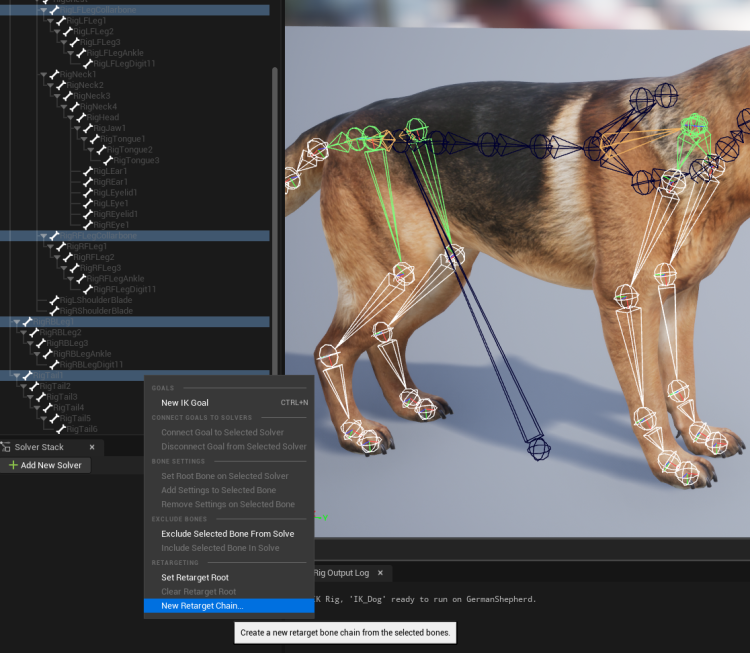 RigLFLegCollarbone
RigLFLeg1
RigLFLeg2
RigLFLeg3
RigLFLegAnkle
RigLFLegDigit11
RigNeck1
RigNeck2
RigNeck3
RigNeck4
RigHead
RigJaw1
RigTongue1
RigTongue2
RigTongue3
RigLEar1
RigREar1
RigLEyelid1
RigLEye1
RigREyelid1
RigREye1
RigRFLegCollarbone
RigRFLeg1
RigRFLeg2
RigRFLeg3
RigRFLegAnkle
RigRFLegDigit11
RigLShoulderBlade
RigRShoulderBlade
RigRBLeg1
RigRBLeg2
RigRBLeg3
RigRBLegAnkle
RigRBLegDigit11
RigTail1
RigTail2
RigTail3
RigTail4
RigTail5
RigTail6
Solver Stack
Add New Solver
GOALS
New IK Goal CTRL+N
CONNECT GOALS TO SOLVERS
Connect Goal to Selected Solver
Disconnect Goal from Selected Solver
BONE SETTINGS
Set Root Bone on Selected Solver
Add Settings to Selected Bone
Remove Settings on Selected Bone
EXCLUDE BONES
Exclude Selected Bone From Solve
Include Selected Bone In Solve
RETARGETING
Set Retarget Root
Clear Retarget Root
New Retarget Chain...
Create a new retarget bone chain from the selected bones.
Rig Output Log
K Rig, 'IK_Dog' ready to run on GermanShepherd.